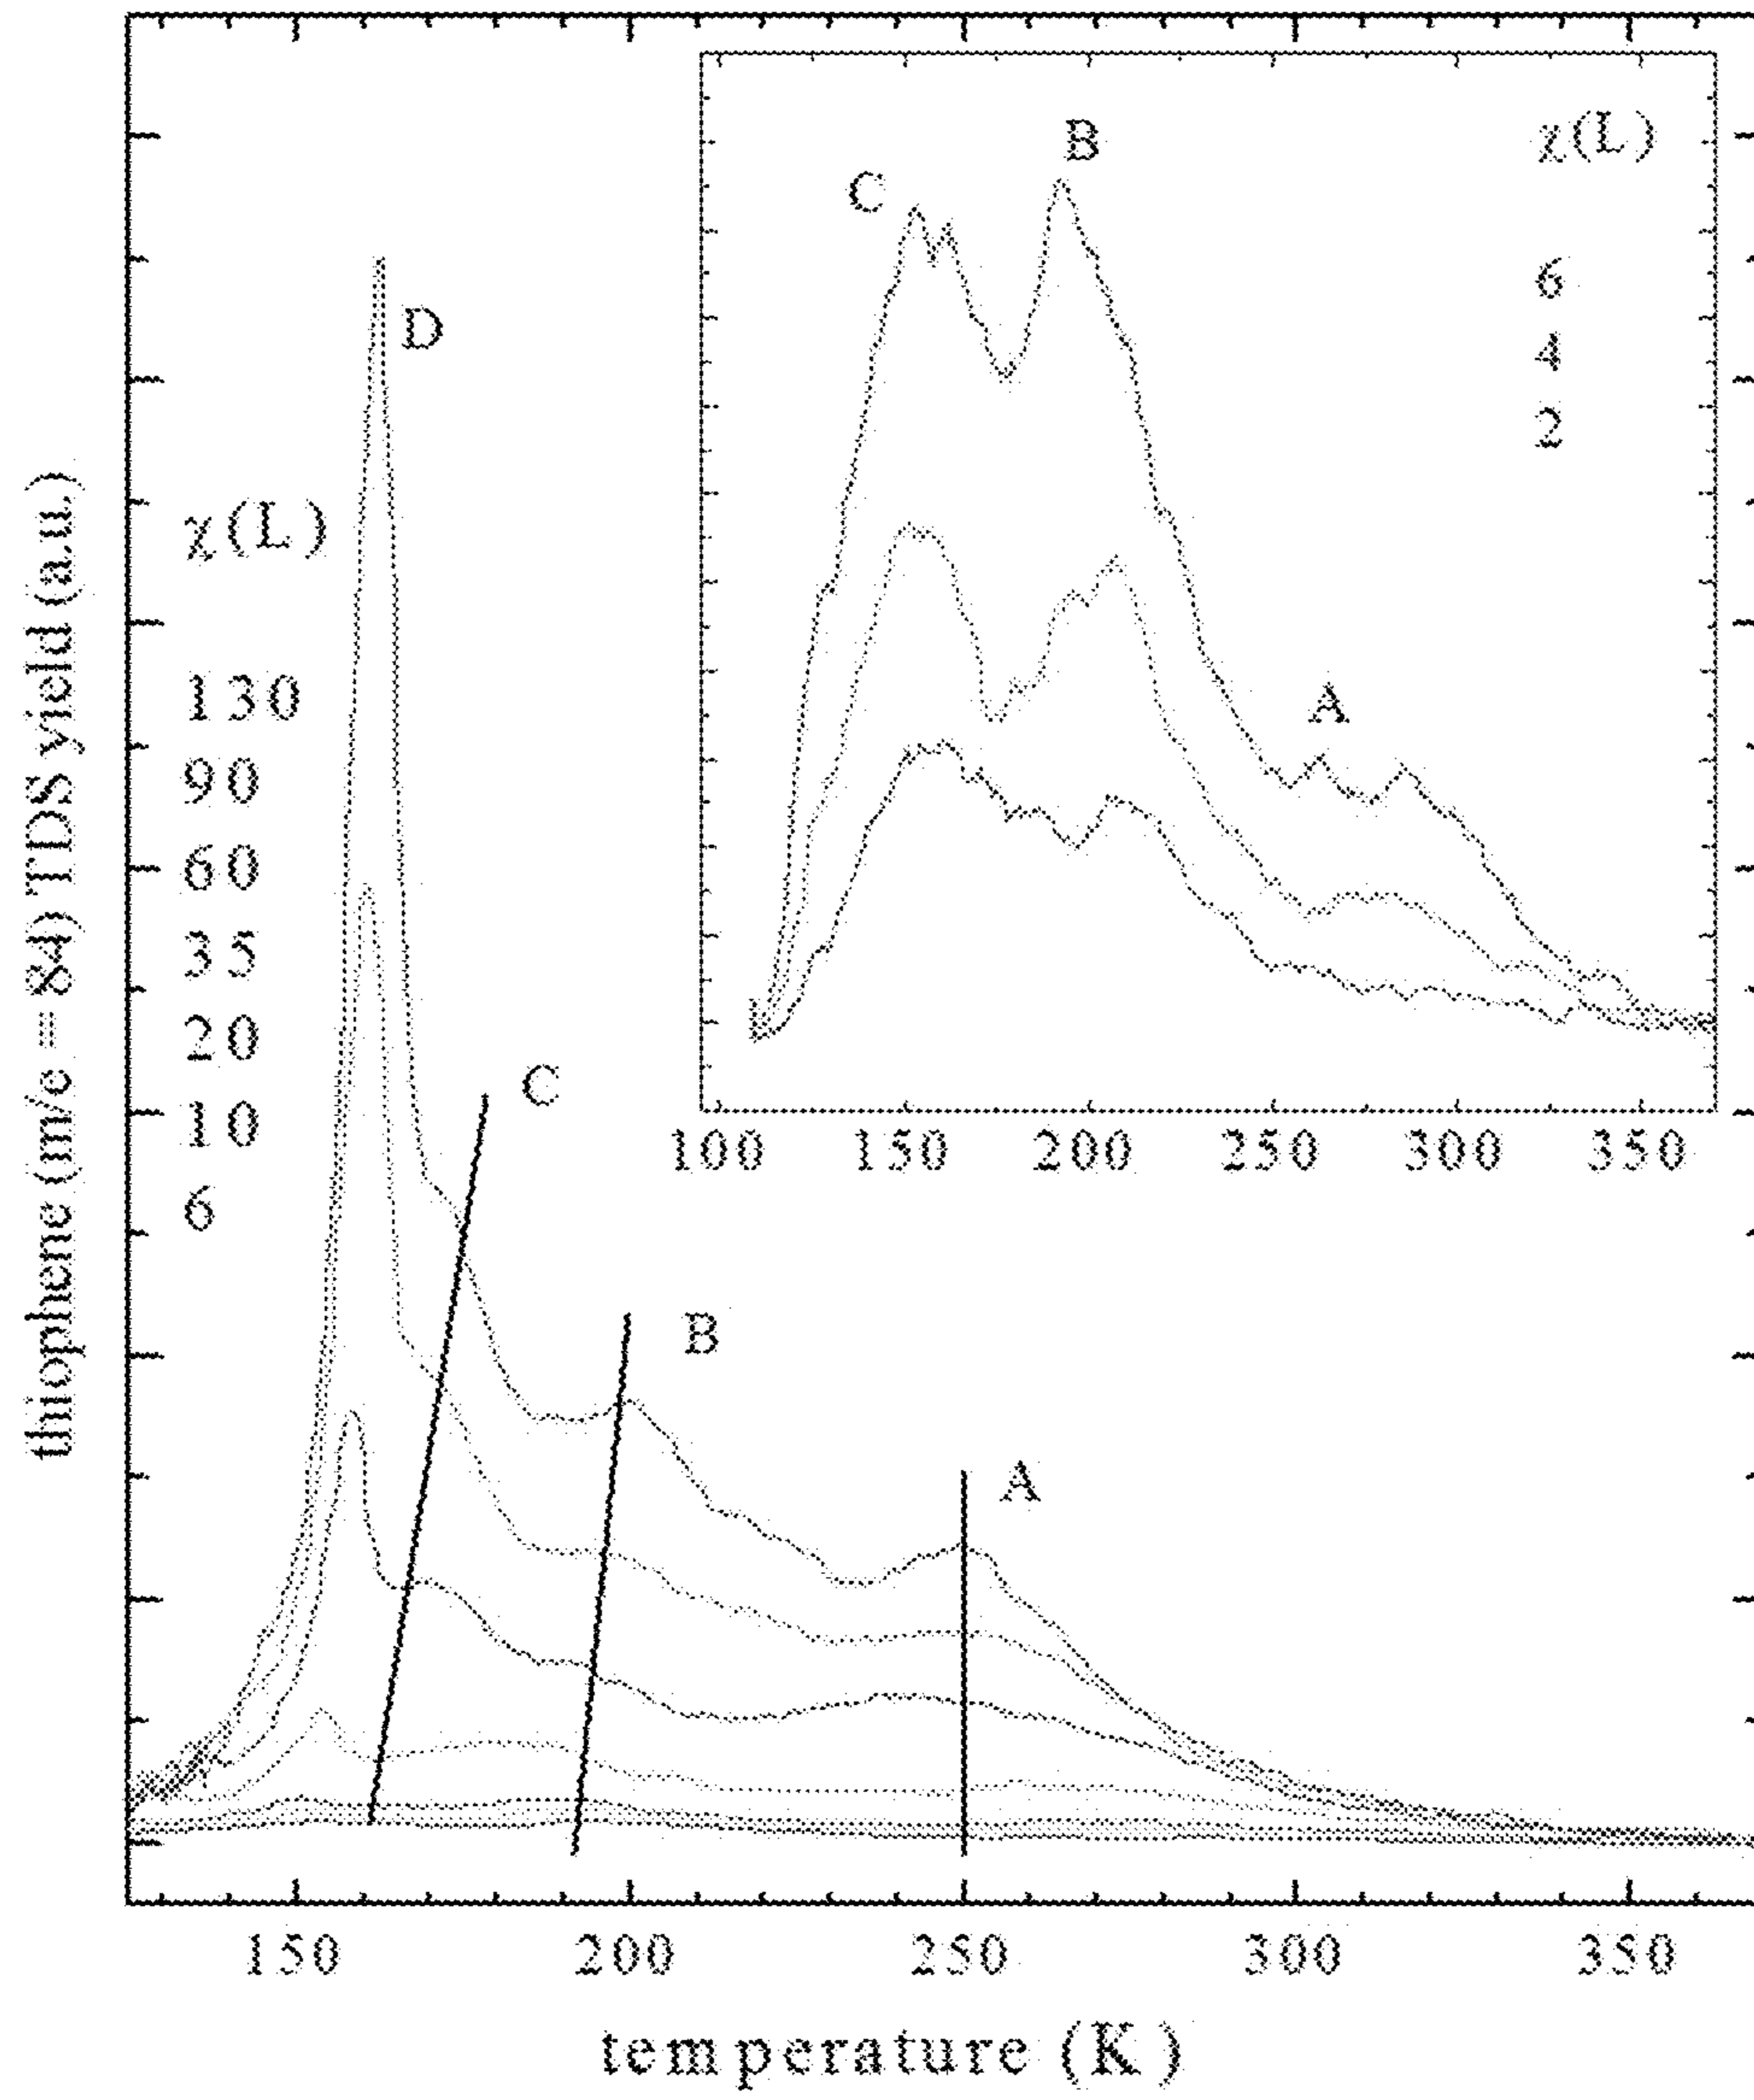 thiophene (m/e = 84) TDS yield (a.u.)
D
χ(L)
130
90
60
35
20
10
6
C
B
A
C
B
A
χ(L)
6
4
2
100 150 200 250 300 350
150 200 250 300 350
temperature (K)